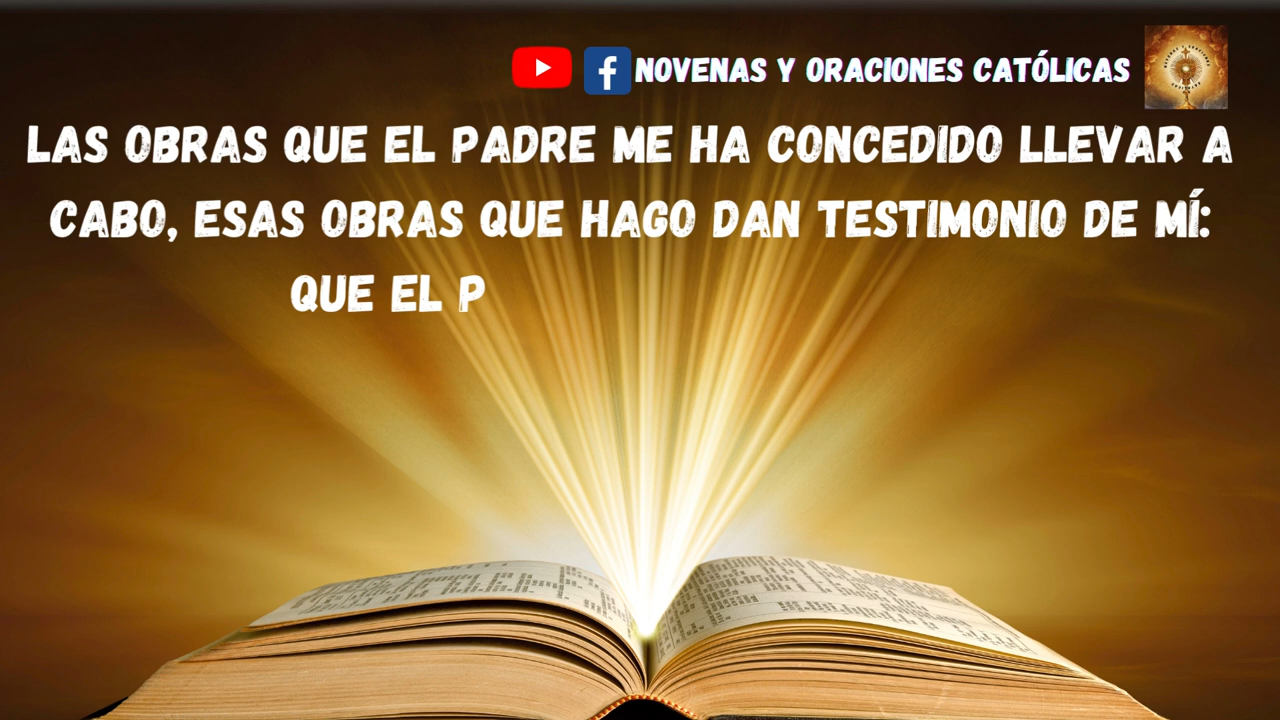 NOVENAS Y ORACIONES CATÓLICAS
LAS OBRAS QUE EL PADRE ME HA CONCEDIDO LLEVAR A
CABO, ESAS OBRAS QUE HAGO DAN TESTIMONIO DE MÍ:
QUE EL P